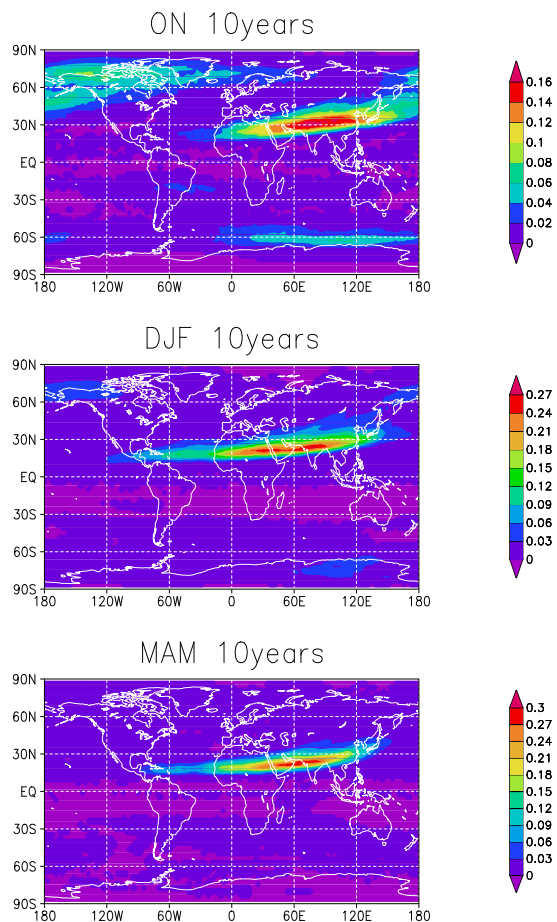 ON 10years
90N
60N
30N
EQ
30S
60S
90S
180 120W 60W 0 60E 120E 180
0.16
0.14
0.12
0.1
0.08
0.06
0.04
0.02
0
DJF 10years
90N
60N
30N
EQ
30S
60S
90S
180 120W 60W 0 60E 120E 180
0.27
0.24
0.21
0.18
0.15
0.12
0.09
0.06
0.03
0
MAM 10years
90N
60N
30N
EQ
30S
60S
90S
180 120W 60W 0 60E 120E 180
0.3
0.27
0.24
0.21
0.18
0.15
0.12
0.09
0.06
0.03
0